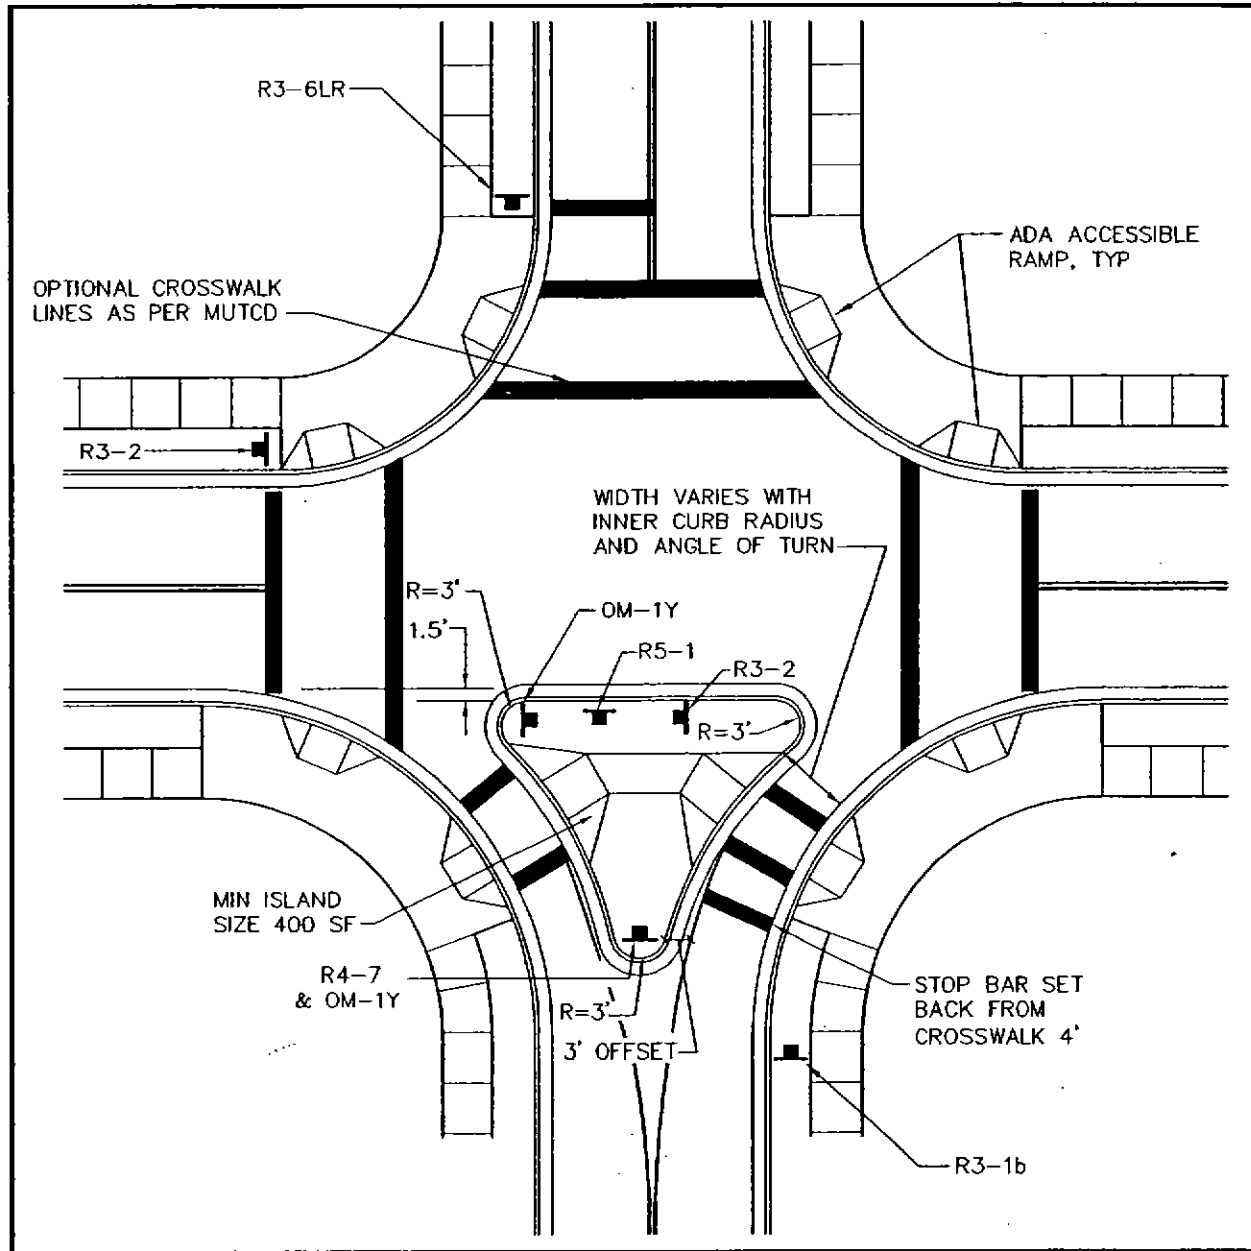 R3-6LR
ADA ACCESSIBLE
RAMP, TYP
OPTIONAL CROSSWALK
LINES AS PER MUTCD
R3-2
WIDTH VARIES WITH
INNER CURB RADIUS
AND ANGLE OF TURN
R=3'
OM-1Y
1.5'
R5-1
R3-2
R=3'
MIN ISLAND
SIZE 400 SF
R4-7
& OM-1Y
R=3'
3' OFFSET
STOP BAR SET
BACK FROM
CROSSWALK 4'
R3-1b